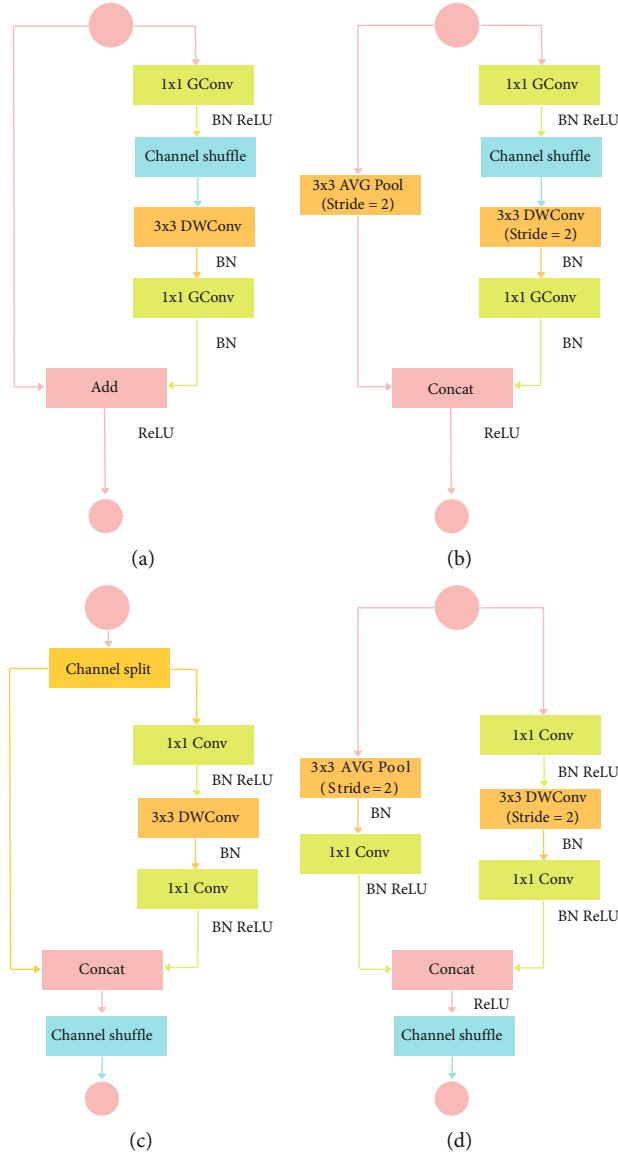 1x1 GConv
BN ReLU
Channel shuffle
3x3 DWConv
BN
1x1 GConv
BN
Add
ReLU
(a)
1x1 GConv
BN ReLU
Channel shuffle
3x3 AVG Pool
(Stride = 2)
3x3 DWConv
(Stride = 2)
BN
1x1 GConv
BN
Concat
ReLU
(b)
Channel split
1x1 Conv
BN ReLU
3x3 DWConv
BN
1x1 Conv
BN ReLU
Concat
Channel shuffle
(c)
1x1 Conv
BN ReLU
3x3 AVG Pool
(Stride=2)
BN
1x1 Conv
BN ReLU
3x3 DWConv
(Stride = 2)
BN
1x1 Conv
BN ReLU
Concat
ReLU
Channel shuffle
(d)